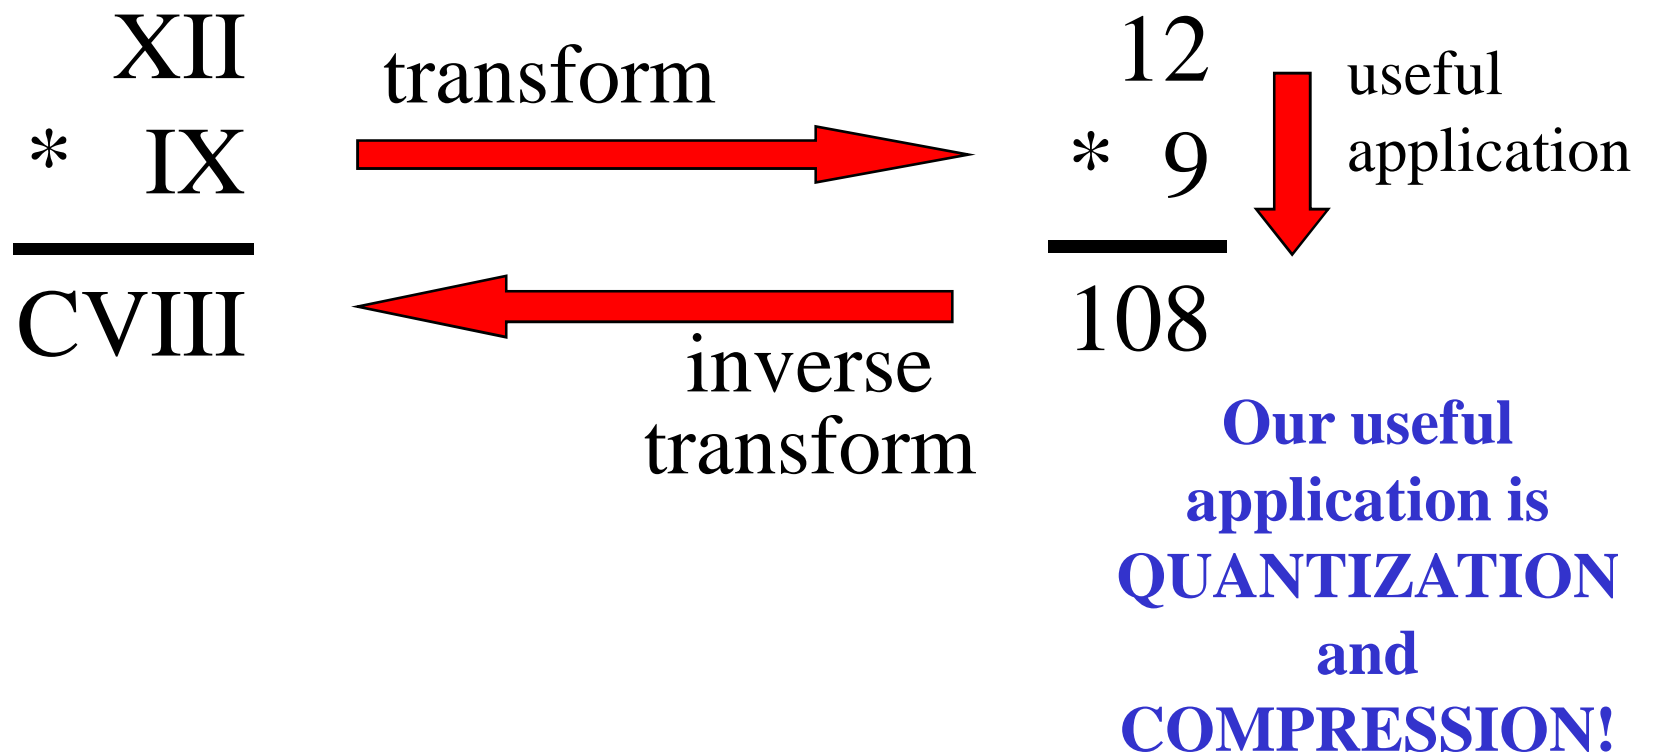 XII
* IX
CVIII
transform
inverse
transform
12
* 9
108
useful
application
Our useful
application is
QUANTIZATION
and
COMPRESSION!